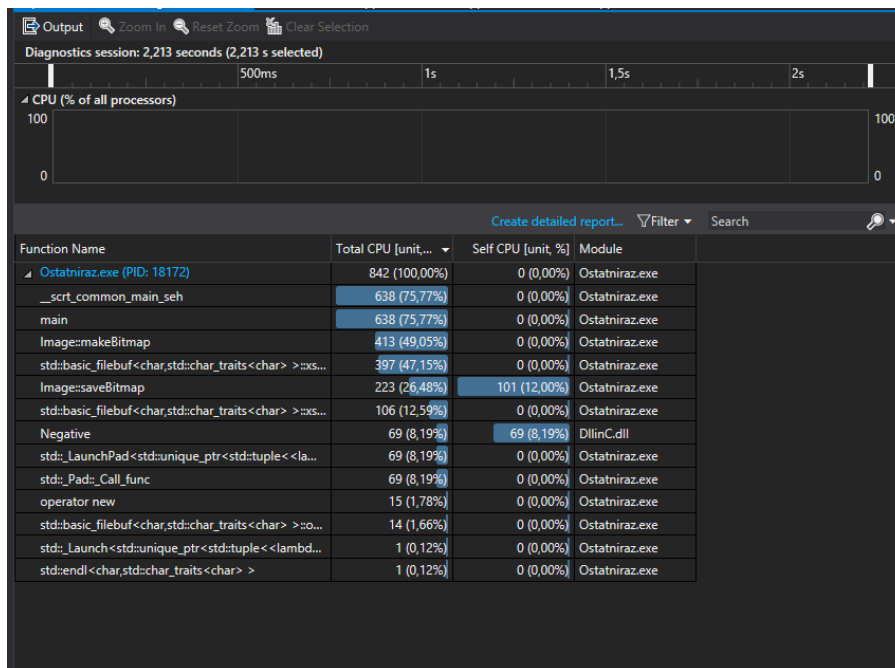 Output Zoom In Reset Zoom Clear Selection
Diagnostics session: 2,213 seconds (2,213 s selected)
500ms 1s 1,5s 2s
CPU (% of all processors)
100 100
0 0
Create detailed report... Filter Search
Function Name Total CPU [unit,... Self CPU [unit, %] Module
Ostatniraz.exe (PID: 18172) 842 (100,00%) 0 (0,00%) Ostatniraz.exe
__scrt_common_main_seh 638 (75,77%) 0 (0,00%) Ostatniraz.exe
main 638 (75,77%) 0 (0,00%) Ostatniraz.exe
Image::makeBitmap 413 (49,05%) 0 (0,00%) Ostatniraz.exe
std::basic_filebuf<char,std::char_traits<char> >::xs... 397 (47,15%) 0 (0,00%) Ostatniraz.exe
Image::saveBitmap 223 (26,48%) 101 (12,00%) Ostatniraz.exe
std::basic_filebuf<char,std::char_traits<char> >::xs... 106 (12,59%) 0 (0,00%) Ostatniraz.exe
Negative 69 (8,19%) 69 (8,19%) DllinC.dll
std::_LaunchPad<std::unique_ptr<std::tuple<<la... 69 (8,19%) 0 (0,00%) Ostatniraz.exe
std::_Pad::_Call_func 69 (8,19%) 0 (0,00%) Ostatniraz.exe
operator new 15 (1,78%) 0 (0,00%) Ostatniraz.exe
std::basic_filebuf<char,std::char_traits<char> >::o... 14 (1,66%) 0 (0,00%) Ostatniraz.exe
std::_Launch<std::unique_ptr<std::tuple<<lambd... 1 (0,12%) 0 (0,00%) Ostatniraz.exe
std::endl<char,std::char_traits<char> > 1 (0,12%) 0 (0,00%) Ostatniraz.exe